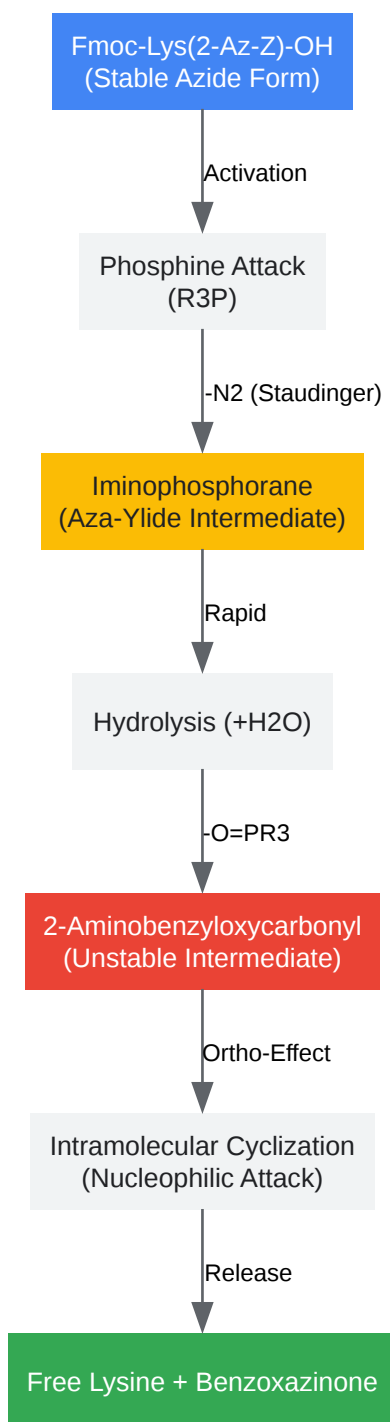 Fmoc-Lys(2-Az-Z)-OH
(Stable Azide Form)
Activation
Phosphine Attack
(R3P)
-N2 (Staudinger)
Iminophosphorane
(Aza-Ylide Intermediate)
Rapid
Hydrolysis (+H2O)
-O=PR3
2-Aminobenzyloxycarbonyl
(Unstable Intermediate)
Ortho-Effect
Intramolecular Cyclization
(Nucleophilic Attack)
Release
Free Lysine + Benzoxazinone